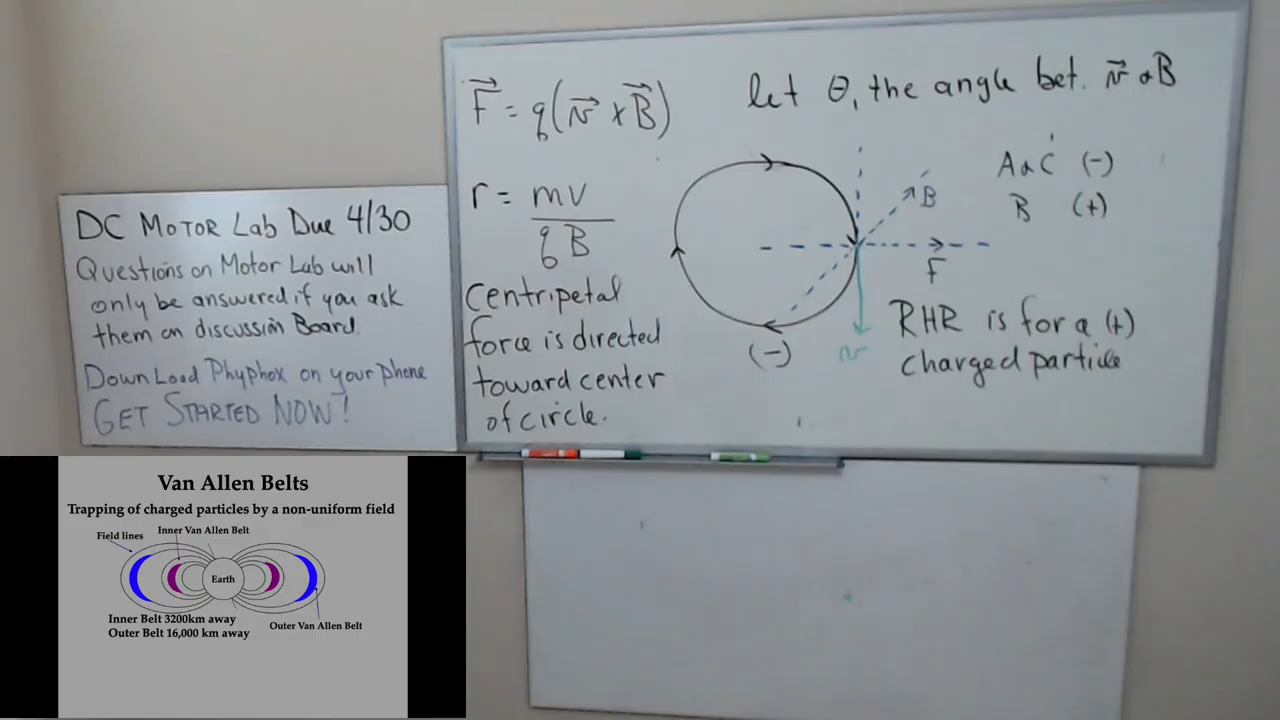 DC MOTOR Lab Due 4/30
Questions on Motor Lab will
only be answered if you ask
them on discussion Board.
DownLoad Phyphox on your phone
GET STARTED NOW!
F = q(v x B)
r = mv
qB
Centripetal
force is directed
toward center
of circle.
let θ, the angle bet. v & B
A & C (-)
B (+)
B
F
v
(-)
RHR is for a (+)
charged particle
Van Allen Belts
Trapping of charged particles by a non-uniform field
Inner Van Allen Belt
Field lines
Earth
Inner Belt 3200km away
Outer Belt 16,000 km away
Outer Van Allen Belt